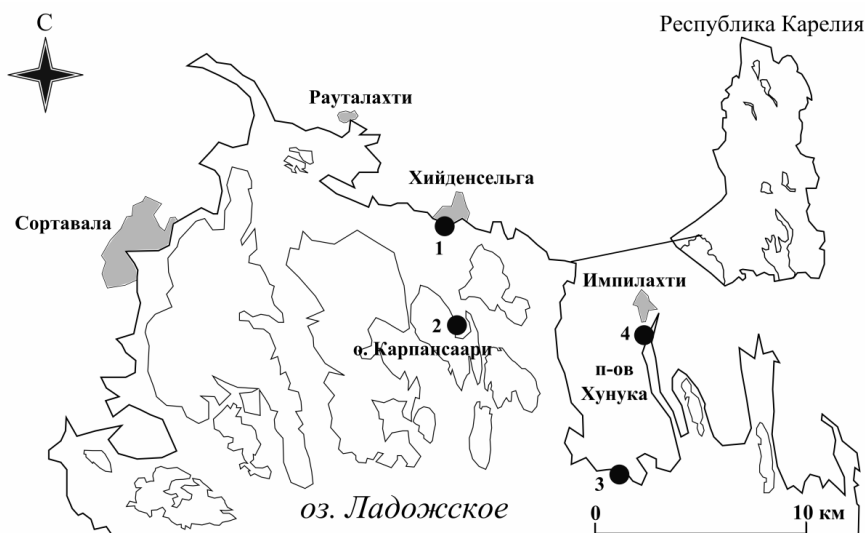 С
Республика Карелия
Рауталахти
Хийденсельга
Сортавала
1
Импилахти
2
4
о. Карпансаари
п-ов
Хунука
3
оз. Ладожское
0
10 км